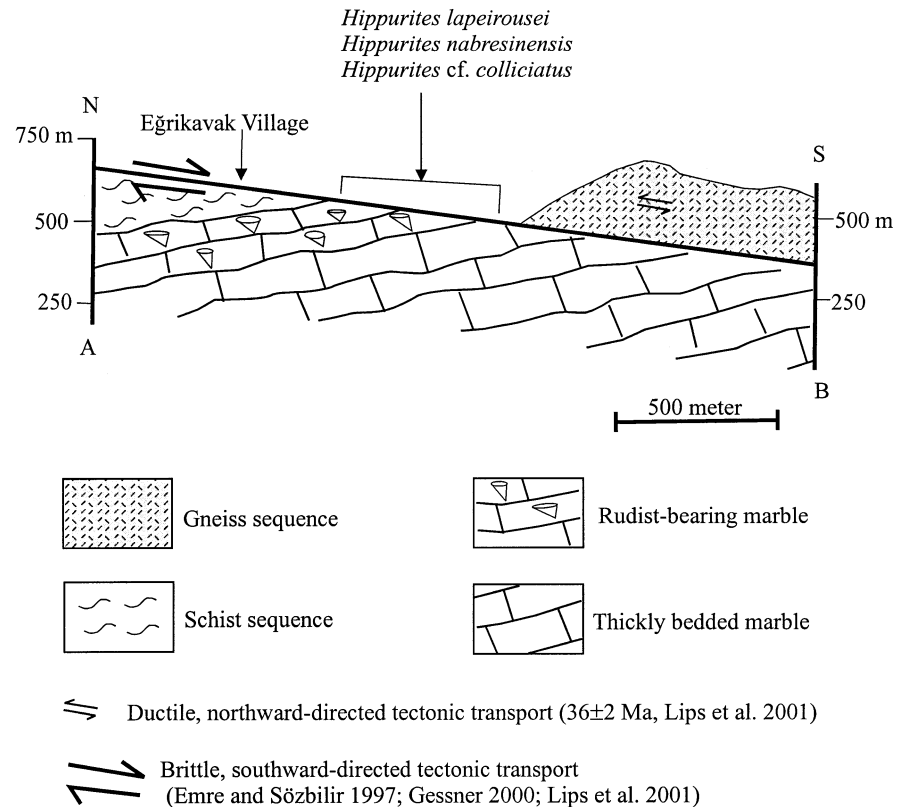 Hippurites lapeirousei
Hippurites nabresinensis
Hippurites cf. colliciatus
N
Eğrikavak Village
750 m
S
500
500 m
250
250
A
B
500 meter
Gneiss sequence
Rudist-bearing marble
Schist sequence
Thickly bedded marble
Ductile, northward-directed tectonic transport (36±2 Ma, Lips et al. 2001)
Brittle, southward-directed tectonic transport
(Emre and Sözbilir 1997; Gessner 2000; Lips et al. 2001)